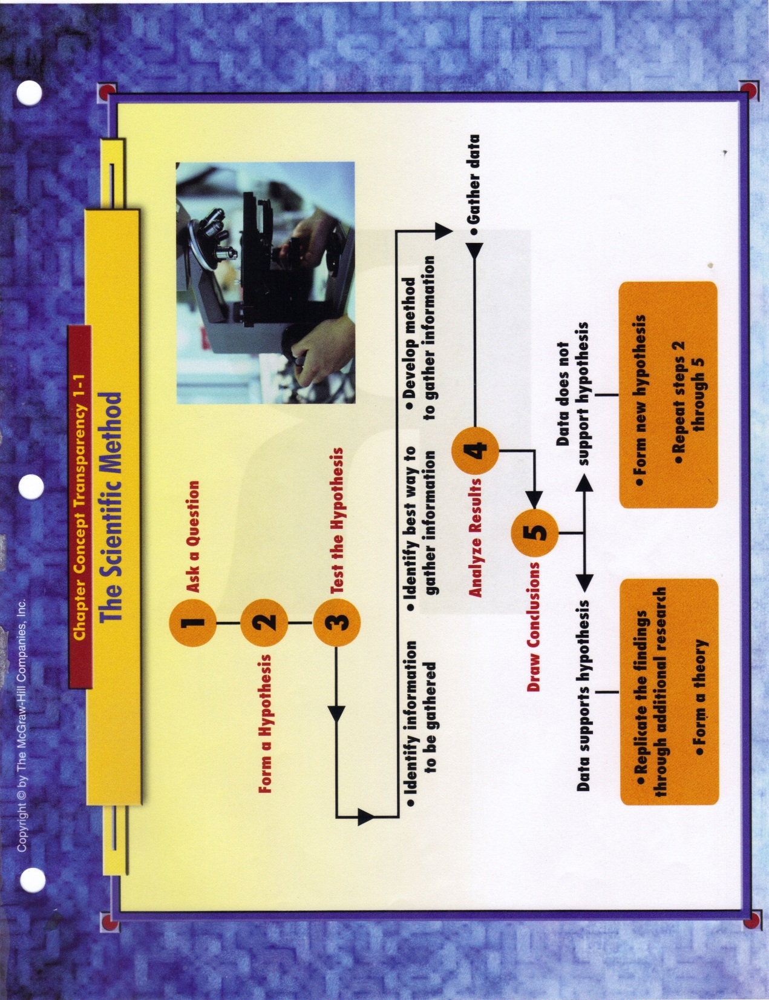 Copyright © by The McGraw-Hill Companies, Inc.
Chapter Concept Transparency 1-1
The Scientific Method
1
Ask a Question
2
Form a Hypothesis
3
Test the Hypothesis
• Identify information
to be gathered
• Identify best way to
gather information
• Develop method
to gather information
• Gather data
4
Analyze Results
5
Draw Conclusions
Data supports hypothesis
• Replicate the findings
through additional research
• Form a theory
Data does not
support hypothesis
• Form new hypothesis
• Repeat steps 2
through 5